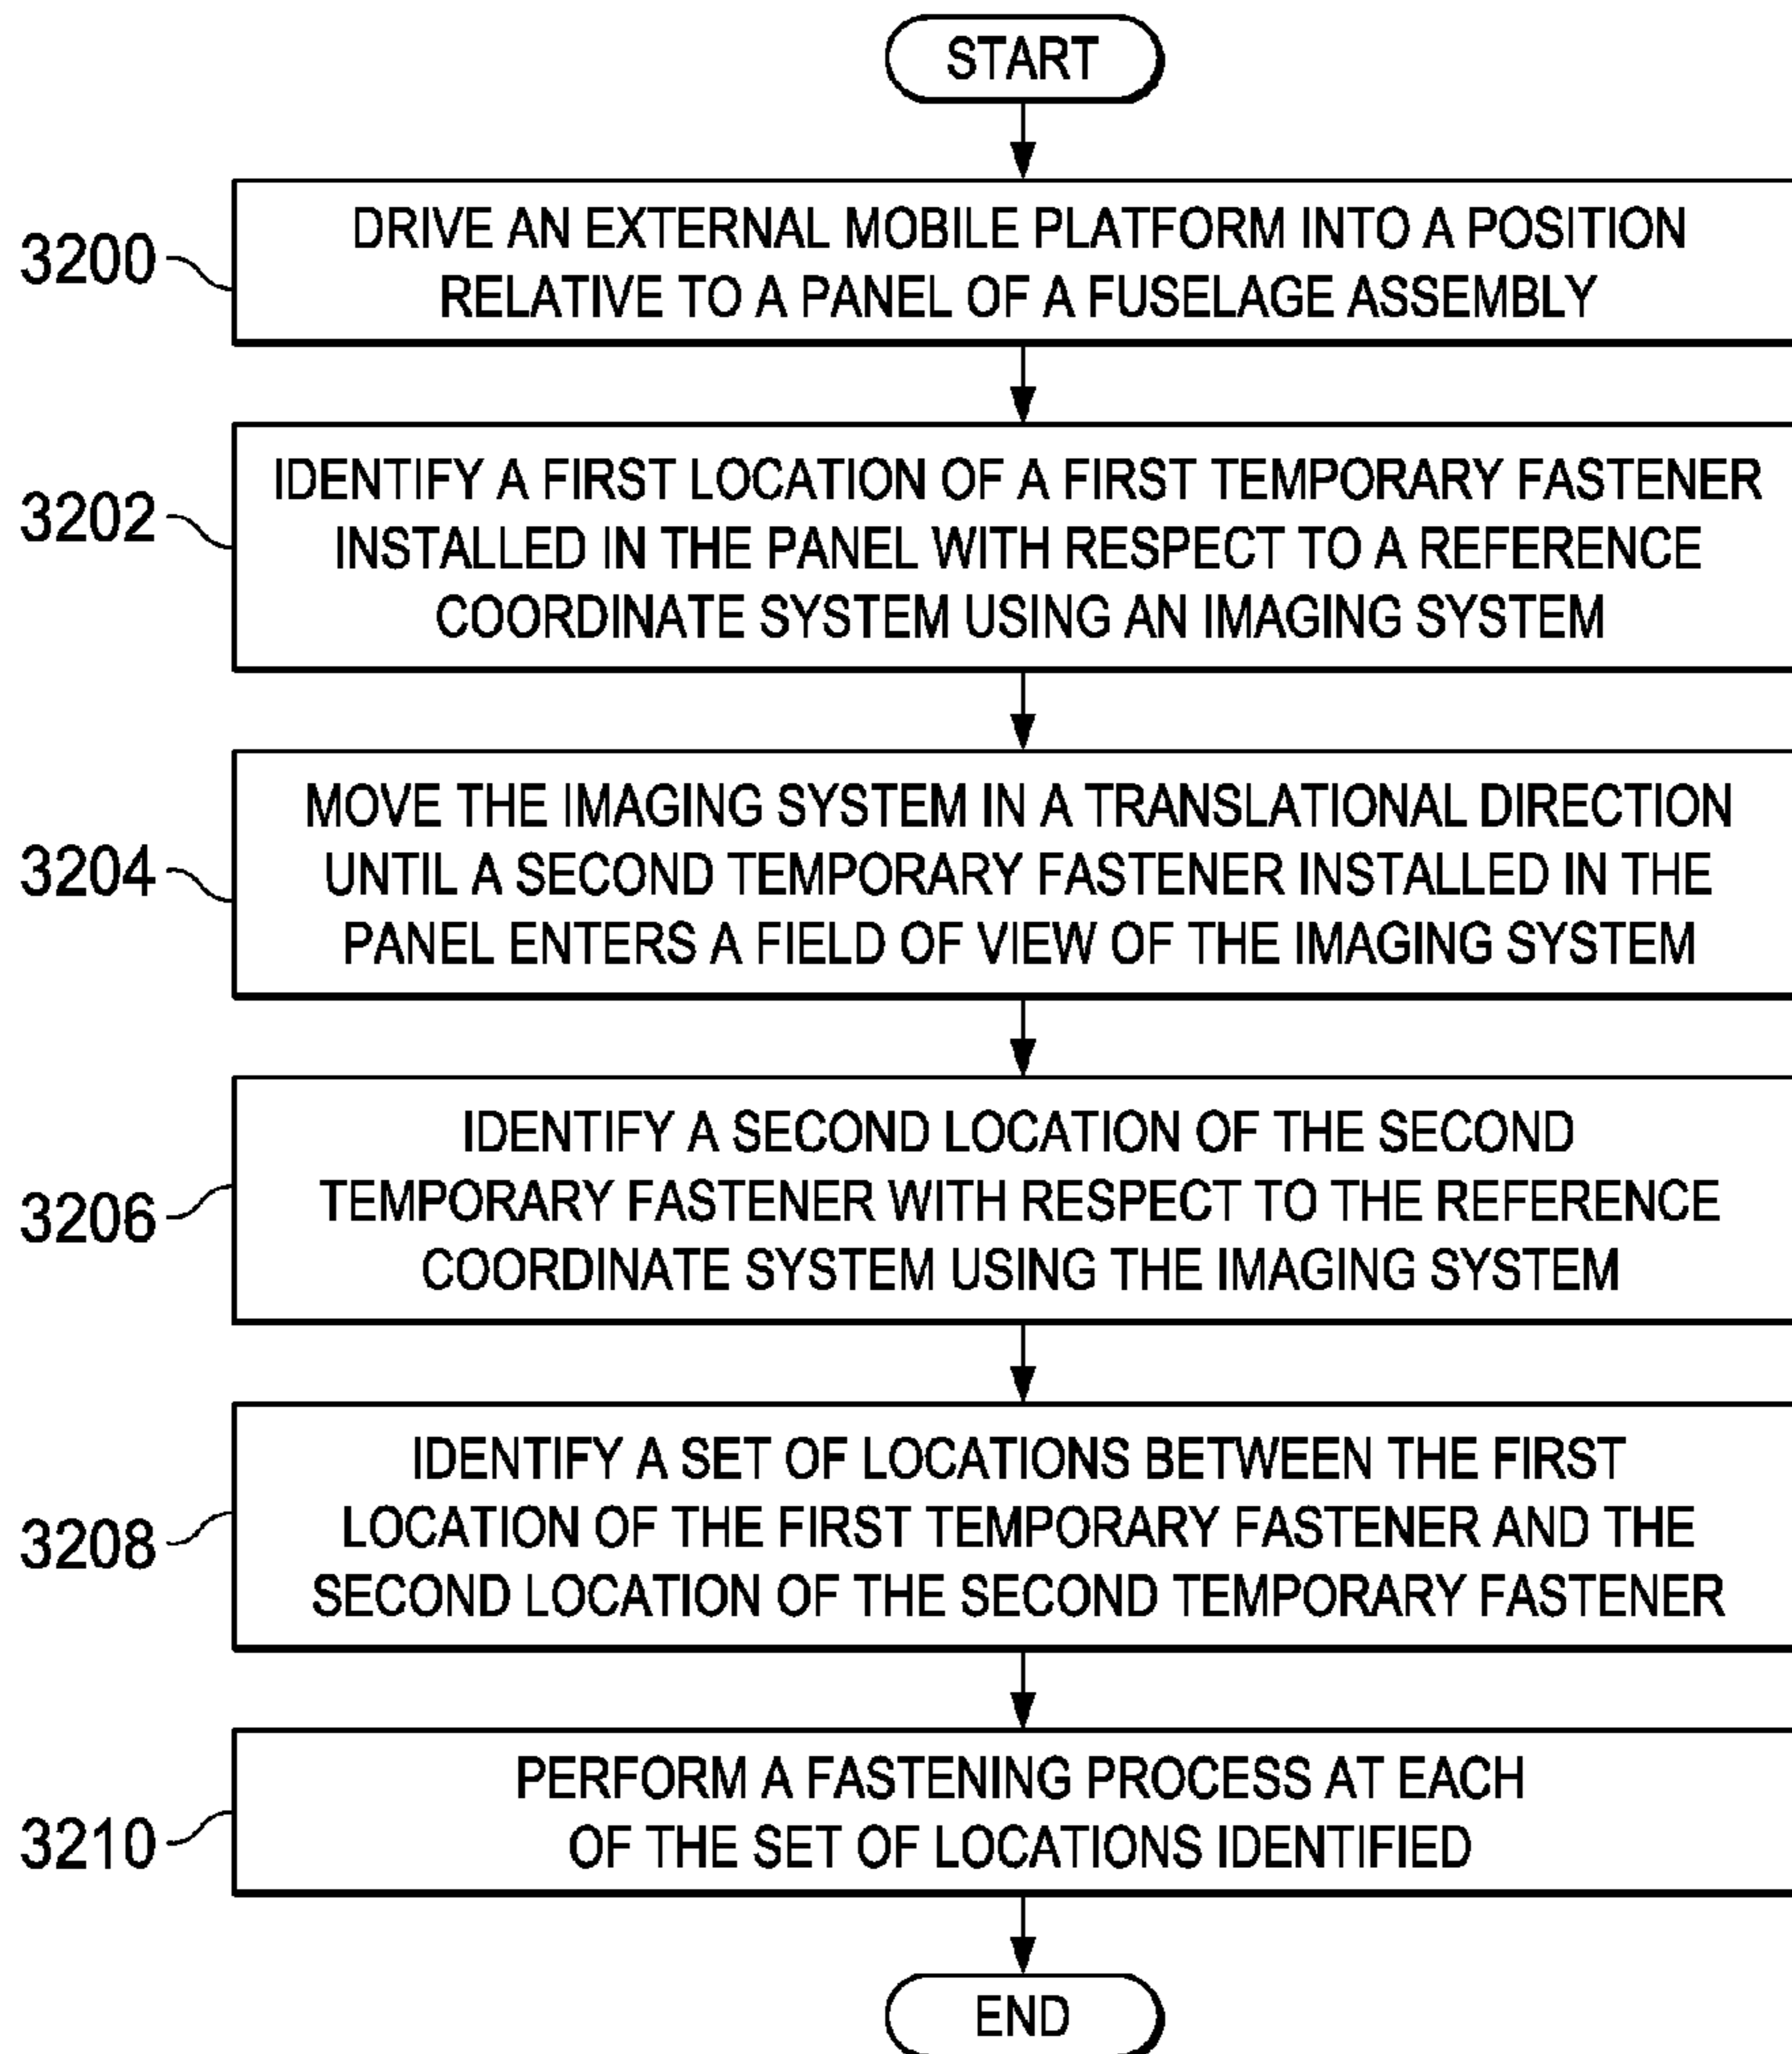 START
3200
DRIVE AN EXTERNAL MOBILE PLATFORM INTO A POSITION
RELATIVE TO A PANEL OF A FUSELAGE ASSEMBLY
3202
IDENTIFY A FIRST LOCATION OF A FIRST TEMPORARY FASTENER
INSTALLED IN THE PANEL WITH RESPECT TO A REFERENCE
COORDINATE SYSTEM USING AN IMAGING SYSTEM
3204
MOVE THE IMAGING SYSTEM IN A TRANSLATIONAL DIRECTION
UNTIL A SECOND TEMPORARY FASTENER INSTALLED IN THE
PANEL ENTERS A FIELD OF VIEW OF THE IMAGING SYSTEM
3206
IDENTIFY A SECOND LOCATION OF THE SECOND
TEMPORARY FASTENER WITH RESPECT TO THE REFERENCE
COORDINATE SYSTEM USING THE IMAGING SYSTEM
3208
IDENTIFY A SET OF LOCATIONS BETWEEN THE FIRST
LOCATION OF THE FIRST TEMPORARY FASTENER AND THE
SECOND LOCATION OF THE SECOND TEMPORARY FASTENER
3210
PERFORM A FASTENING PROCESS AT EACH
OF THE SET OF LOCATIONS IDENTIFIED
END